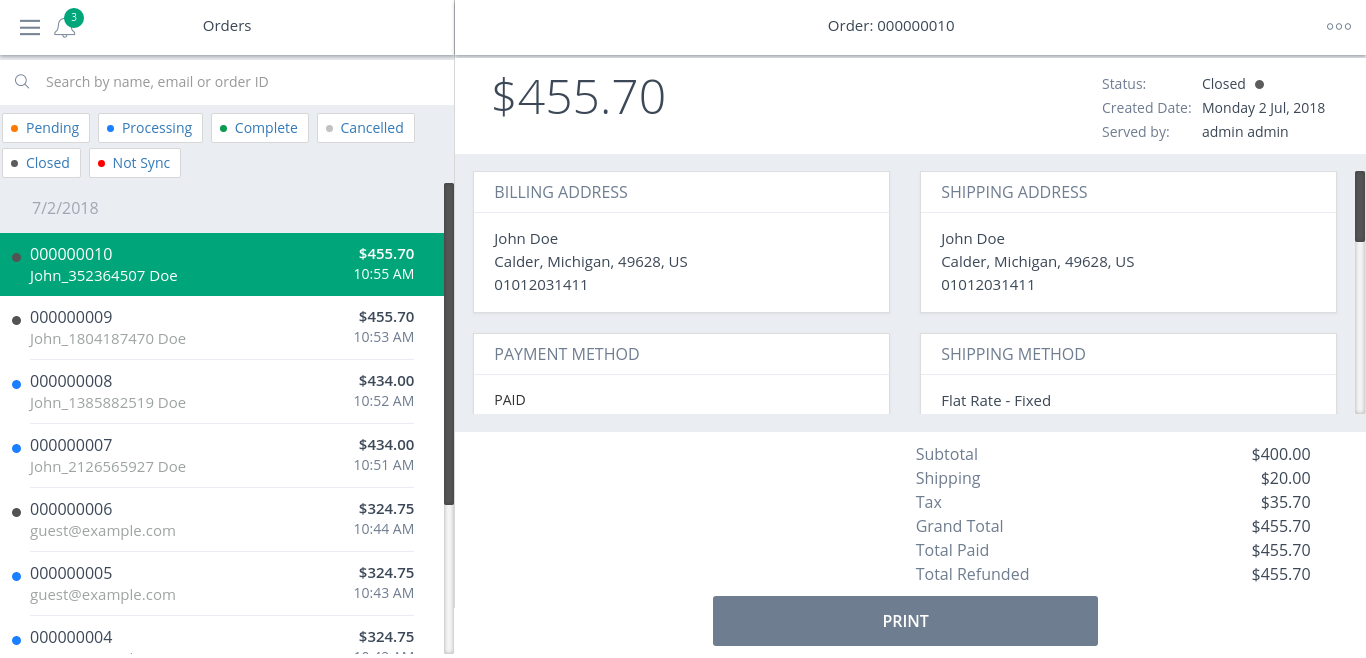 3
Orders
Search by name, email or order ID
Pending
Processing
Complete
Cancelled
Closed
Not Sync
7/2/2018
000000010 $455.70
John_352364507 Doe 10:55 AM
000000009 $455.70
John_1804187470 Doe 10:53 AM
000000008 $434.00
John_1385882519 Doe 10:52 AM
000000007 $434.00
John_2126565927 Doe 10:51 AM
000000006 $324.75
guest@example.com 10:44 AM
000000005 $324.75
guest@example.com 10:43 AM
000000004 $324.75
Order: 000000010
$455.70
Status: Closed
Created Date: Monday 2 Jul, 2018
Served by: admin admin
BILLING ADDRESS
John Doe
Calder, Michigan, 49628, US
01012031411
SHIPPING ADDRESS
John Doe
Calder, Michigan, 49628, US
01012031411
PAYMENT METHOD
PAID
SHIPPING METHOD
Flat Rate - Fixed
Subtotal $400.00
Shipping $20.00
Tax $35.70
Grand Total $455.70
Total Paid $455.70
Total Refunded $455.70
PRINT